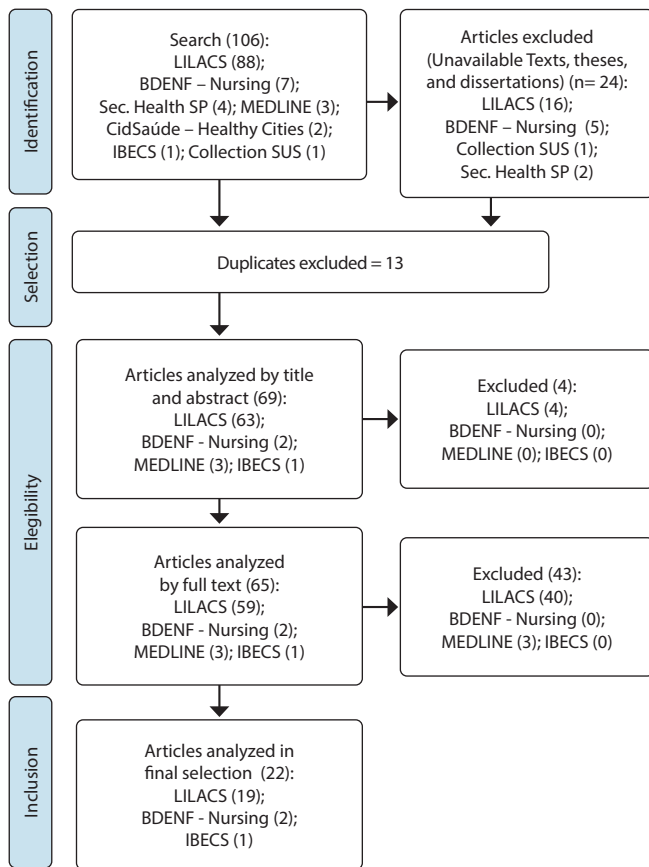 Identification
Search (106):
LILACS (88);
BDENF – Nursing (7);
Sec. Health SP (4); MEDLINE (3);
CidSaúde – Healthy Cities (2);
IBECS (1); Collection SUS (1)
Articles excluded
(Unavailable Texts, theses,
and dissertations) (n= 24):
LILACS (16);
BDENF – Nursing (5);
Collection SUS (1);
Sec. Health SP (2)
Selection
Duplicates excluded = 13
Elegibility
Articles analyzed by title
and abstract (69):
LILACS (63);
BDENF - Nursing (2);
MEDLINE (3); IBECS (1)
Excluded (4):
LILACS (4);
BDENF - Nursing (0);
MEDLINE (0); IBECS (0)
Articles analyzed
by full text (65):
LILACS (59);
BDENF - Nursing (2);
MEDLINE (3); IBECS (1)
Excluded (43):
LILACS (40);
BDENF - Nursing (0);
MEDLINE (3); IBECS (0)
Inclusion
Articles analyzed in
final selection (22):
LILACS (19);
BDENF - Nursing (2);
IBECS (1)